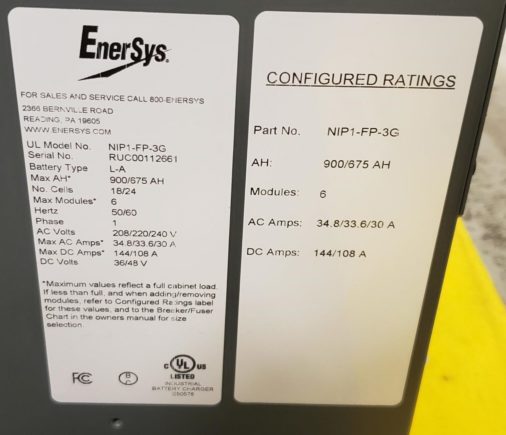 EnerSys.
FOR SALES AND SERVICE CALL 800-ENERSYS
2366 BERNVILLE ROAD
READING, PA 19605
WWW.ENERSYS.COM
UL Model No. NIP1-FP-3G
Serial No. RUC00112661
Battery Type L-A
Max AH* 900/675 AH
No. Cells 18/24
Max Modules* 6
Hertz 50/60
Phase 1
AC Volts 208/220/240 V
Max AC Amps* 34.8/33.6/30 A
Max DC Amps* 144/108 A
DC Volts 36/48 V
*Maximum values reflect a full cabinet load.
If less than full, and when adding/removing
modules, refer to Configured Ratings label
for these values, and to the Breaker/Fuser
Chart in the owners manual for size
selection.
FC
B C
C UL US
LISTED
INDUSTRIAL
BATTERY CHARGER
CONFIGURED RATINGS
Part No. NIP1-FP-3G
AH: 900/675 AH
Modules: 6
AC Amps: 34.8/33.6/30 A
DC Amps: 144/108 A